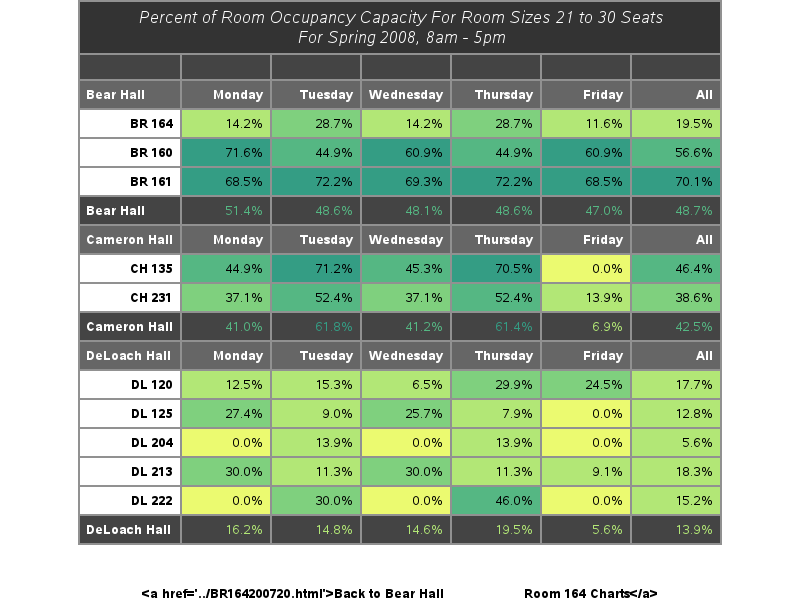 Percent of Room Occupancy Capacity For Room Sizes 21 to 30 Seats
For Spring 2008, 8am - 5pm
Bear Hall Monday Tuesday Wednesday Thursday Friday All
BR 164 14.2% 28.7% 14.2% 28.7% 11.6% 19.5%
BR 160 71.6% 44.9% 60.9% 44.9% 60.9% 56.6%
BR 161 68.5% 72.2% 69.3% 72.2% 68.5% 70.1%
Bear Hall 51.4% 48.6% 48.1% 48.6% 47.0% 48.7%
Cameron Hall Monday Tuesday Wednesday Thursday Friday All
CH 135 44.9% 71.2% 45.3% 70.5% 0.0% 46.4%
CH 231 37.1% 52.4% 37.1% 52.4% 13.9% 38.6%
Cameron Hall 41.0% 61.8% 41.2% 61.4% 6.9% 42.5%
DeLoach Hall Monday Tuesday Wednesday Thursday Friday All
DL 120 12.5% 15.3% 6.5% 29.9% 24.5% 17.7%
DL 125 27.4% 9.0% 25.7% 7.9% 0.0% 12.8%
DL 204 0.0% 13.9% 0.0% 13.9% 0.0% 5.6%
DL 213 30.0% 11.3% 30.0% 11.3% 9.1% 18.3%
DL 222 0.0% 30.0% 0.0% 46.0% 0.0% 15.2%
DeLoach Hall 16.2% 14.8% 14.6% 19.5% 5.6% 13.9%
<a href='../BR164200720.html'>Back to Bear Hall Room 164 Charts</a>